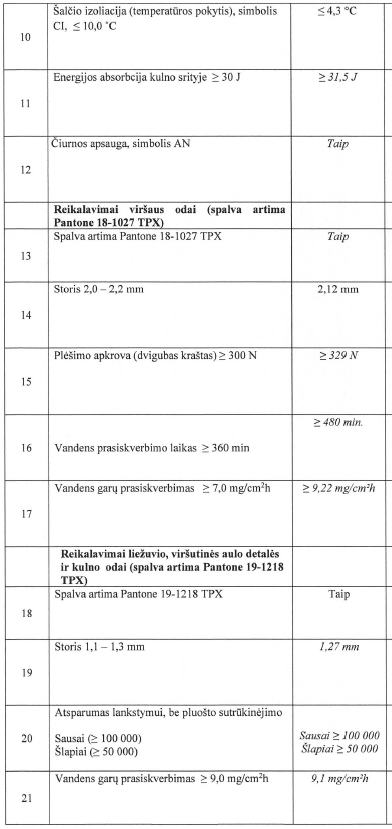 10
Šalčio izoliacija (temperatūros pokytis), simbolis
CI, ≤ 10,0 ˚C
≤ 4,3 °C
11
Energijos absorbcija kulno srityje ≥ 30 J
≥ 31,5 J
12
Čiurnos apsauga, simbolis AN
Taip
Reikalavimai viršaus odai (spalva artima
Pantone 18-1027 TPX)
13
Spalva artima Pantone 18-1027 TPX
Taip
14
Storis 2,0 – 2,2 mm
2,12 mm
15
Plėšimo apkrova (dvigubas kraštas) ≥ 300 N
≥ 329 N
16
Vandens prasiskverbimo laikas ≥ 360 min
≥ 480 min.
17
Vandens garų prasiskverbimas ≥ 7,0 mg/cm²h
≥ 9,22 mg/cm²h
Reikalavimai liežuvio, viršutinės aulo detalės
ir kulno odai (spalva artima Pantone 19-1218
TPX)
18
Spalva artima Pantone 19-1218 TPX
Taip
19
Storis 1,1 – 1,3 mm
1,27 mm
20
Atsparumas lankstymui, be pluošto sutrūkinėjimo
Sausai (≥ 100 000)
Šlapiai (≥ 50 000)
Sausai ≥ 100 000
Šlapiai ≥ 50 000
21
Vandens garų prasiskverbimas ≥ 9,0 mg/cm²h
9,1 mg/cm²h